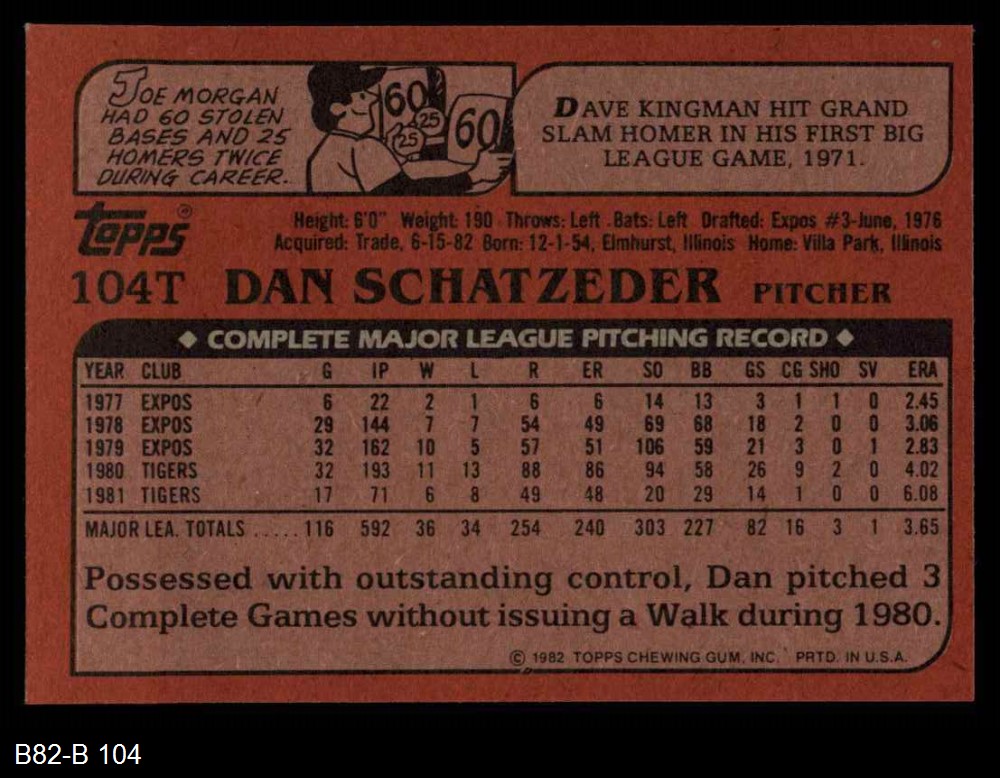 JOE MORGAN
HAD 60 STOLEN
BASES AND 25
HOMERS TWICE
DURING CAREER.
60
25
25
60
DAVE KINGMAN HIT GRAND
SLAM HOMER IN HIS FIRST BIG
LEAGUE GAME, 1971.
Topps®
Height: 6'0" Weight: 190 Throws: Left Bats: Left Drafted: Expos #3-June, 1976
Acquired: Trade, 6-15-82 Born: 12-1-54, Elmhurst, Illinois Home: Villa Park, Illinois
104T DAN SCHATZEDER PITCHER
◆ COMPLETE MAJOR LEAGUE PITCHING RECORD ◆
YEAR CLUB G IP W L R ER SO BB GS CG SHO SV ERA
1977 EXPOS 6 22 2 1 6 6 14 13 3 1 1 0 2.45
1978 EXPOS 29 144 7 7 54 49 69 68 18 2 0 0 3.06
1979 EXPOS 32 162 10 5 57 51 106 59 21 3 0 1 2.83
1980 TIGERS 32 193 11 13 88 86 94 58 26 9 2 0 4.02
1981 TIGERS 17 71 6 8 49 48 20 29 14 1 0 0 6.08
MAJOR LEA. TOTALS ..... 116 592 36 34 254 240 303 227 82 16 3 1 3.65
Possessed with outstanding control, Dan pitched 3
Complete Games without issuing a Walk during 1980.
© 1982 TOPPS CHEWING GUM, INC. PRTD. IN U.S.A.
B82-B 104